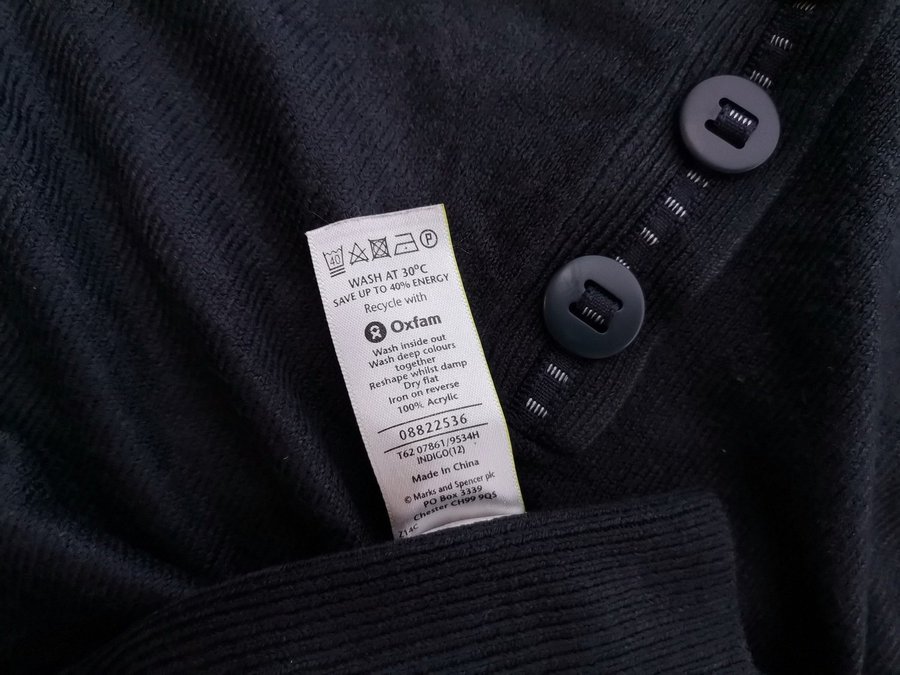 40 P
WASH AT 30°C
SAVE UP TO 40% ENERGY
Recycle with
Oxfam
Wash inside out
Wash deep colours
together
Reshape whilst damp
Dry flat
Iron on reverse
100% Acrylic
08822536
T62 07861/9534H
INDIGO(12)
Made in China
© Marks and Spencer plc
PO Box 3339
Chester CH99 9QS
Z14C